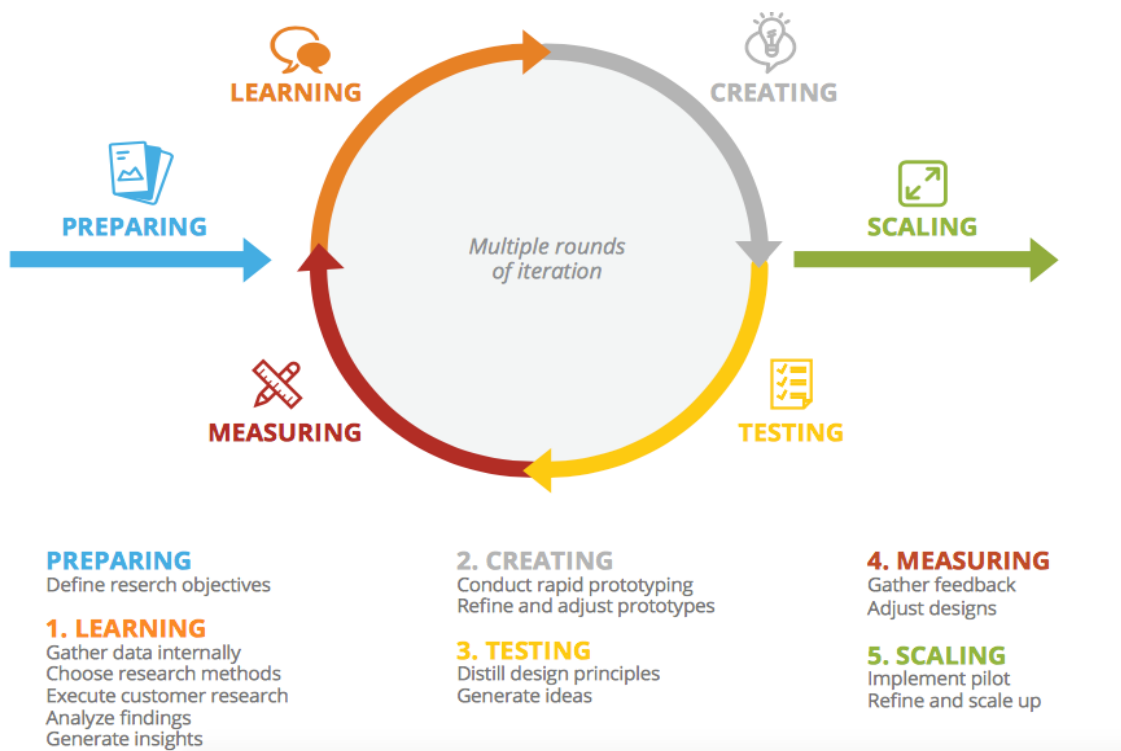 LEARNING
CREATING
PREPARING
SCALING
Multiple rounds
of iteration
MEASURING
TESTING
PREPARING
Define reserch objectives
1. LEARNING
Gather data internally
Choose research methods
Execute customer research
Analyze findings
Generate insights
2. CREATING
Conduct rapid prototyping
Refine and adjust prototypes
3. TESTING
Distill design principles
Generate ideas
4. MEASURING
Gather feedback
Adjust designs
5. SCALING
Implement pilot
Refine and scale up